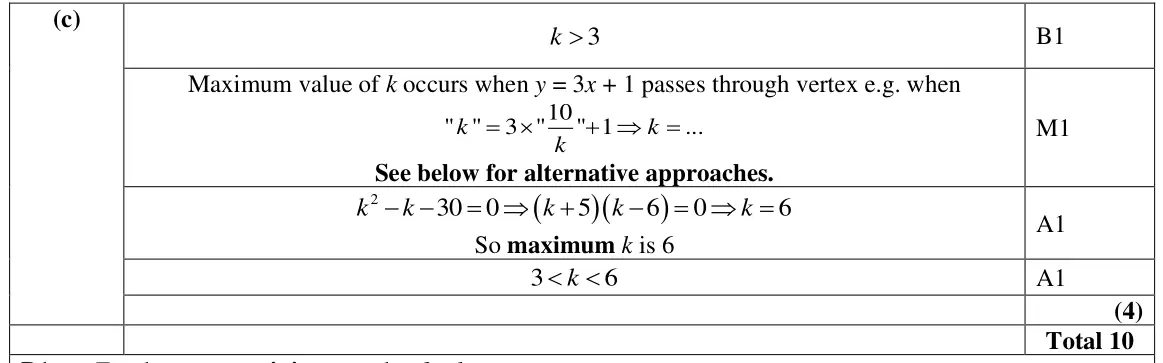 (c)
k > 3
B1
Maximum value of k occurs when y = 3x + 1 passes through vertex e.g. when
"k" = 3×"10/k"+1⇒ k = ...
M1
See below for alternative approaches.
k² − k − 30 = 0 ⇒ (k + 5)(k − 6) = 0 ⇒ k = 6
So maximum k is 6
A1
3 < k < 6
A1
(4)
Total 10